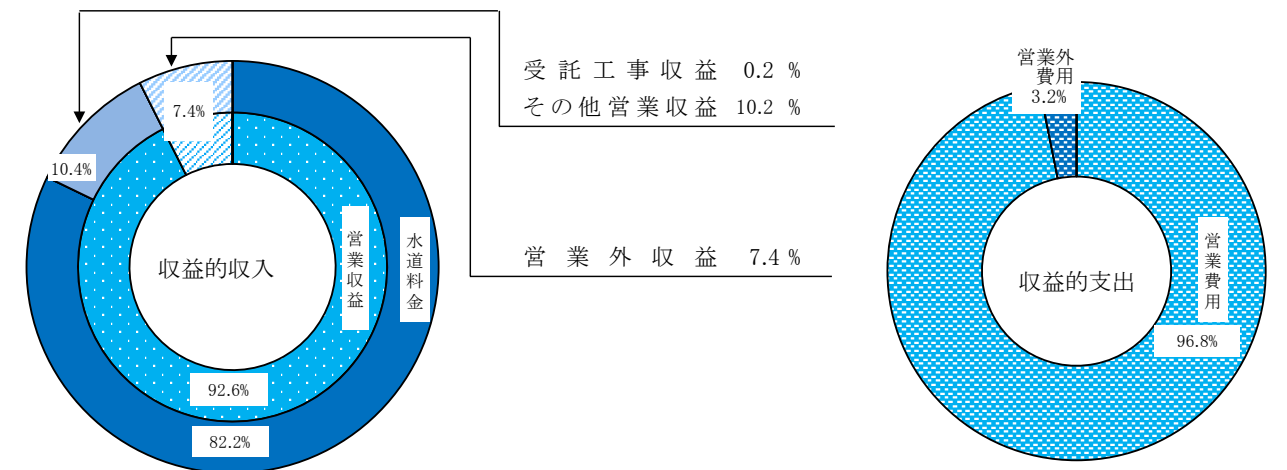 受託工事収益 0.2 %
その他営業収益 10.2 %
7.4%
10.4%
営業収益
水道料金
営業外収益 7.4 %
収益的収入
92.6%
82.2%
営業外
費用
3.2%
営業費用
収益的支出
96.8%